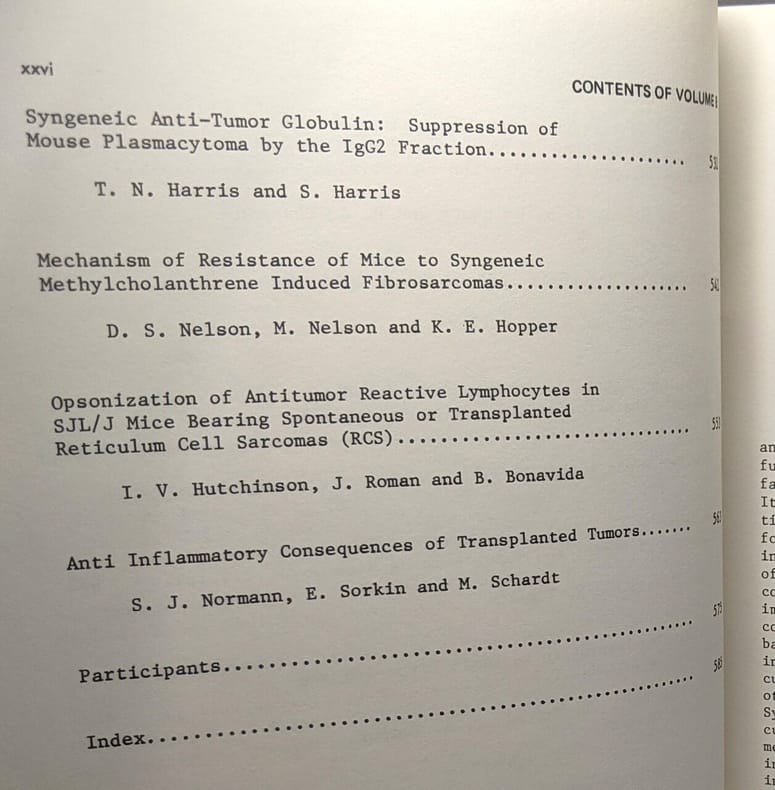 xxvi
CONTENTS OF VOLUME
Syngeneic Anti-Tumor Globulin: Suppression of
Mouse Plasmacytoma by the IgG2 Fraction......................
T. N. Harris and S. Harris
Mechanism of Resistance of Mice to Syngeneic
Methylcholanthrene Induced Fibrosarcomas....................
D. S. Nelson, M. Nelson and K. E. Hopper
Opsonization of Antitumor Reactive Lymphocytes in
SJL/J Mice Bearing Spontaneous or Transplanted
Reticulum Cell Sarcomas (RCS)................................
I. V. Hutchinson, J. Roman and B. Bonavida
Anti Inflammatory Consequences of Transplanted Tumors.......
S. J. Normann, E. Sorkin and M. Schardt
Participants.................................................
Index........................................................